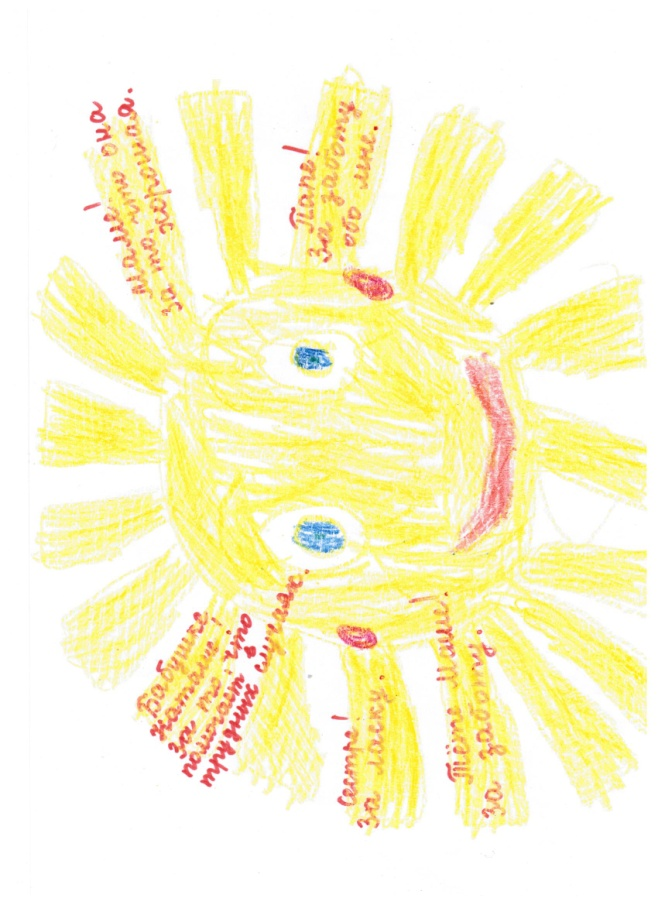 Маме!
за то, что она
хорошая.
Папе!
за заботу
обо мне.
Бабушке
Наташе!
за то, что
помогает в
трудных случаях.
Сестре!
за ласку.
Тёте Маше!
за заботу.